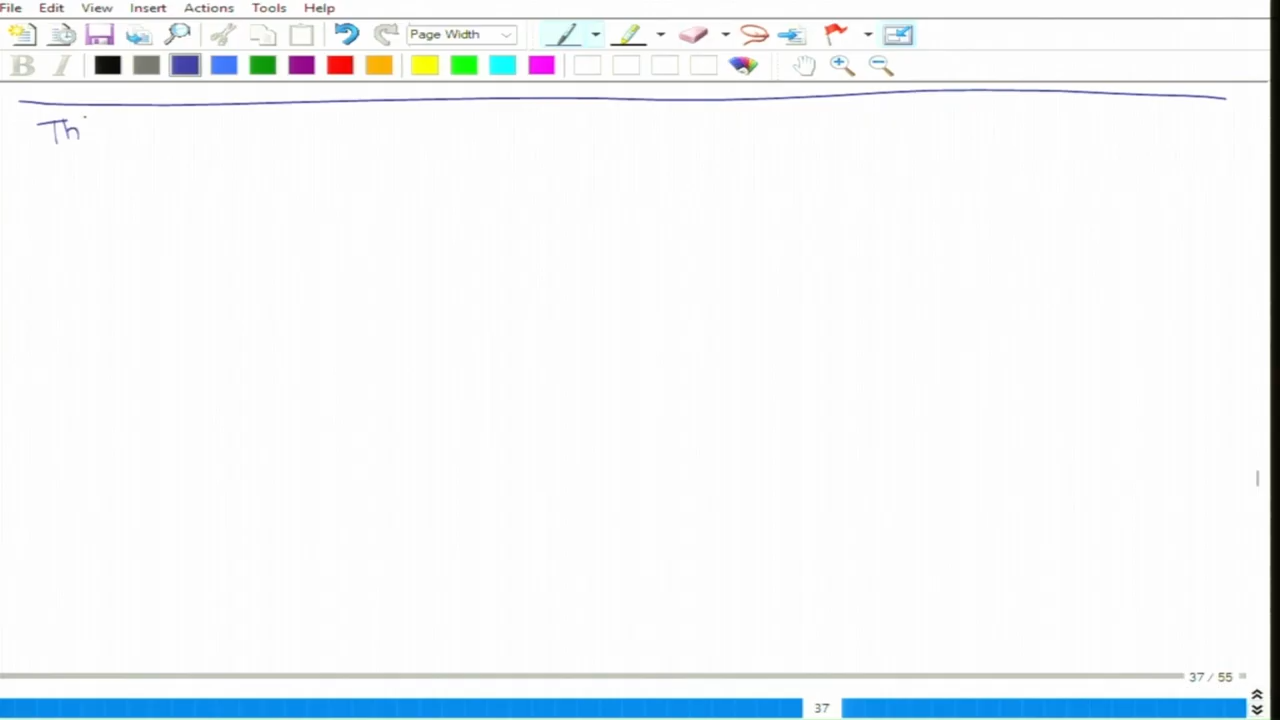 File Edit View Insert Actions Tools Help
Page Width
B I
Th
37 / 55
37